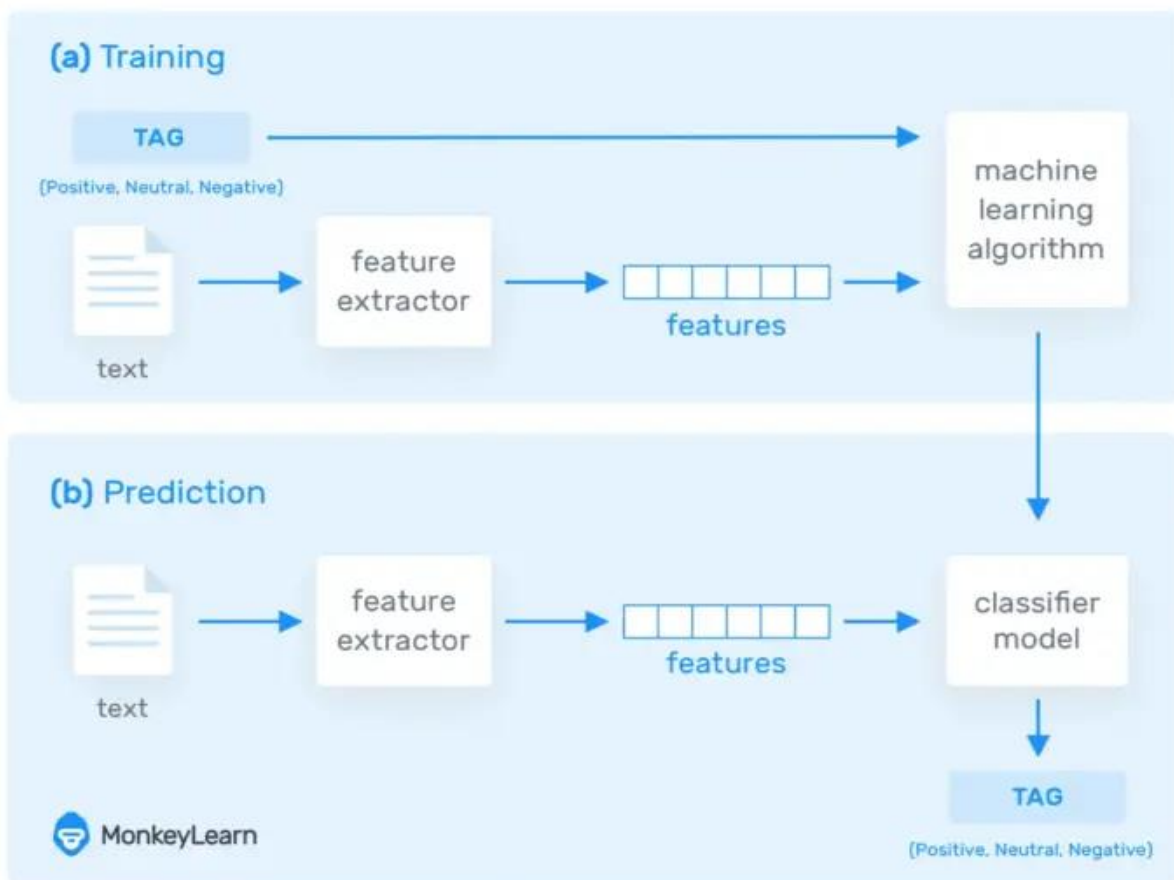 (a) Training
TAG
(Positive, Neutral, Negative)
text
feature
extractor
features
machine
learning
algorithm
(b) Prediction
text
feature
extractor
features
classifier
model
TAG
(Positive, Neutral, Negative)
MonkeyLearn